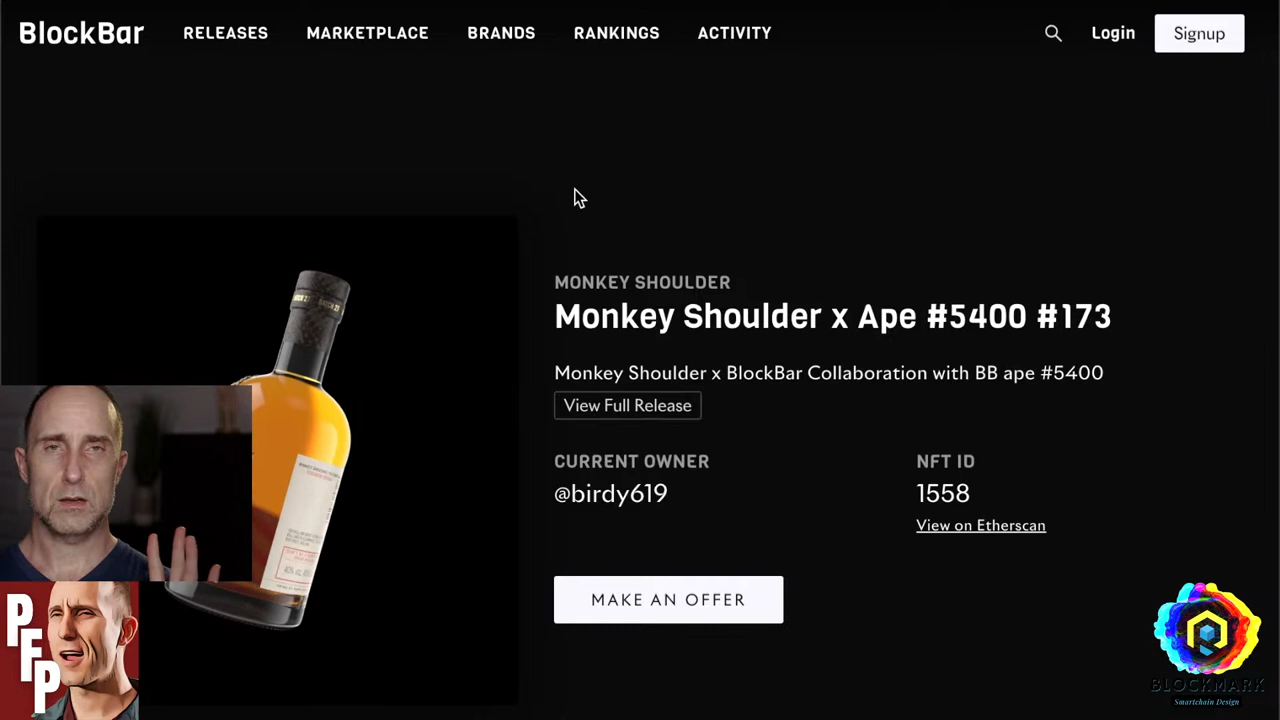 BlockBar RELEASES MARKETPLACE BRANDS RANKINGS ACTIVITY Login Signup
MONKEY SHOULDER
Monkey Shoulder x Ape #5400 #173
Monkey Shoulder x BlockBar Collaboration with BB ape #5400
View Full Release
CURRENT OWNER NFT ID
@birdy619 1558
View on Etherscan
MAKE AN OFFER
PFP
BLOCKMARK
Smartchain Design